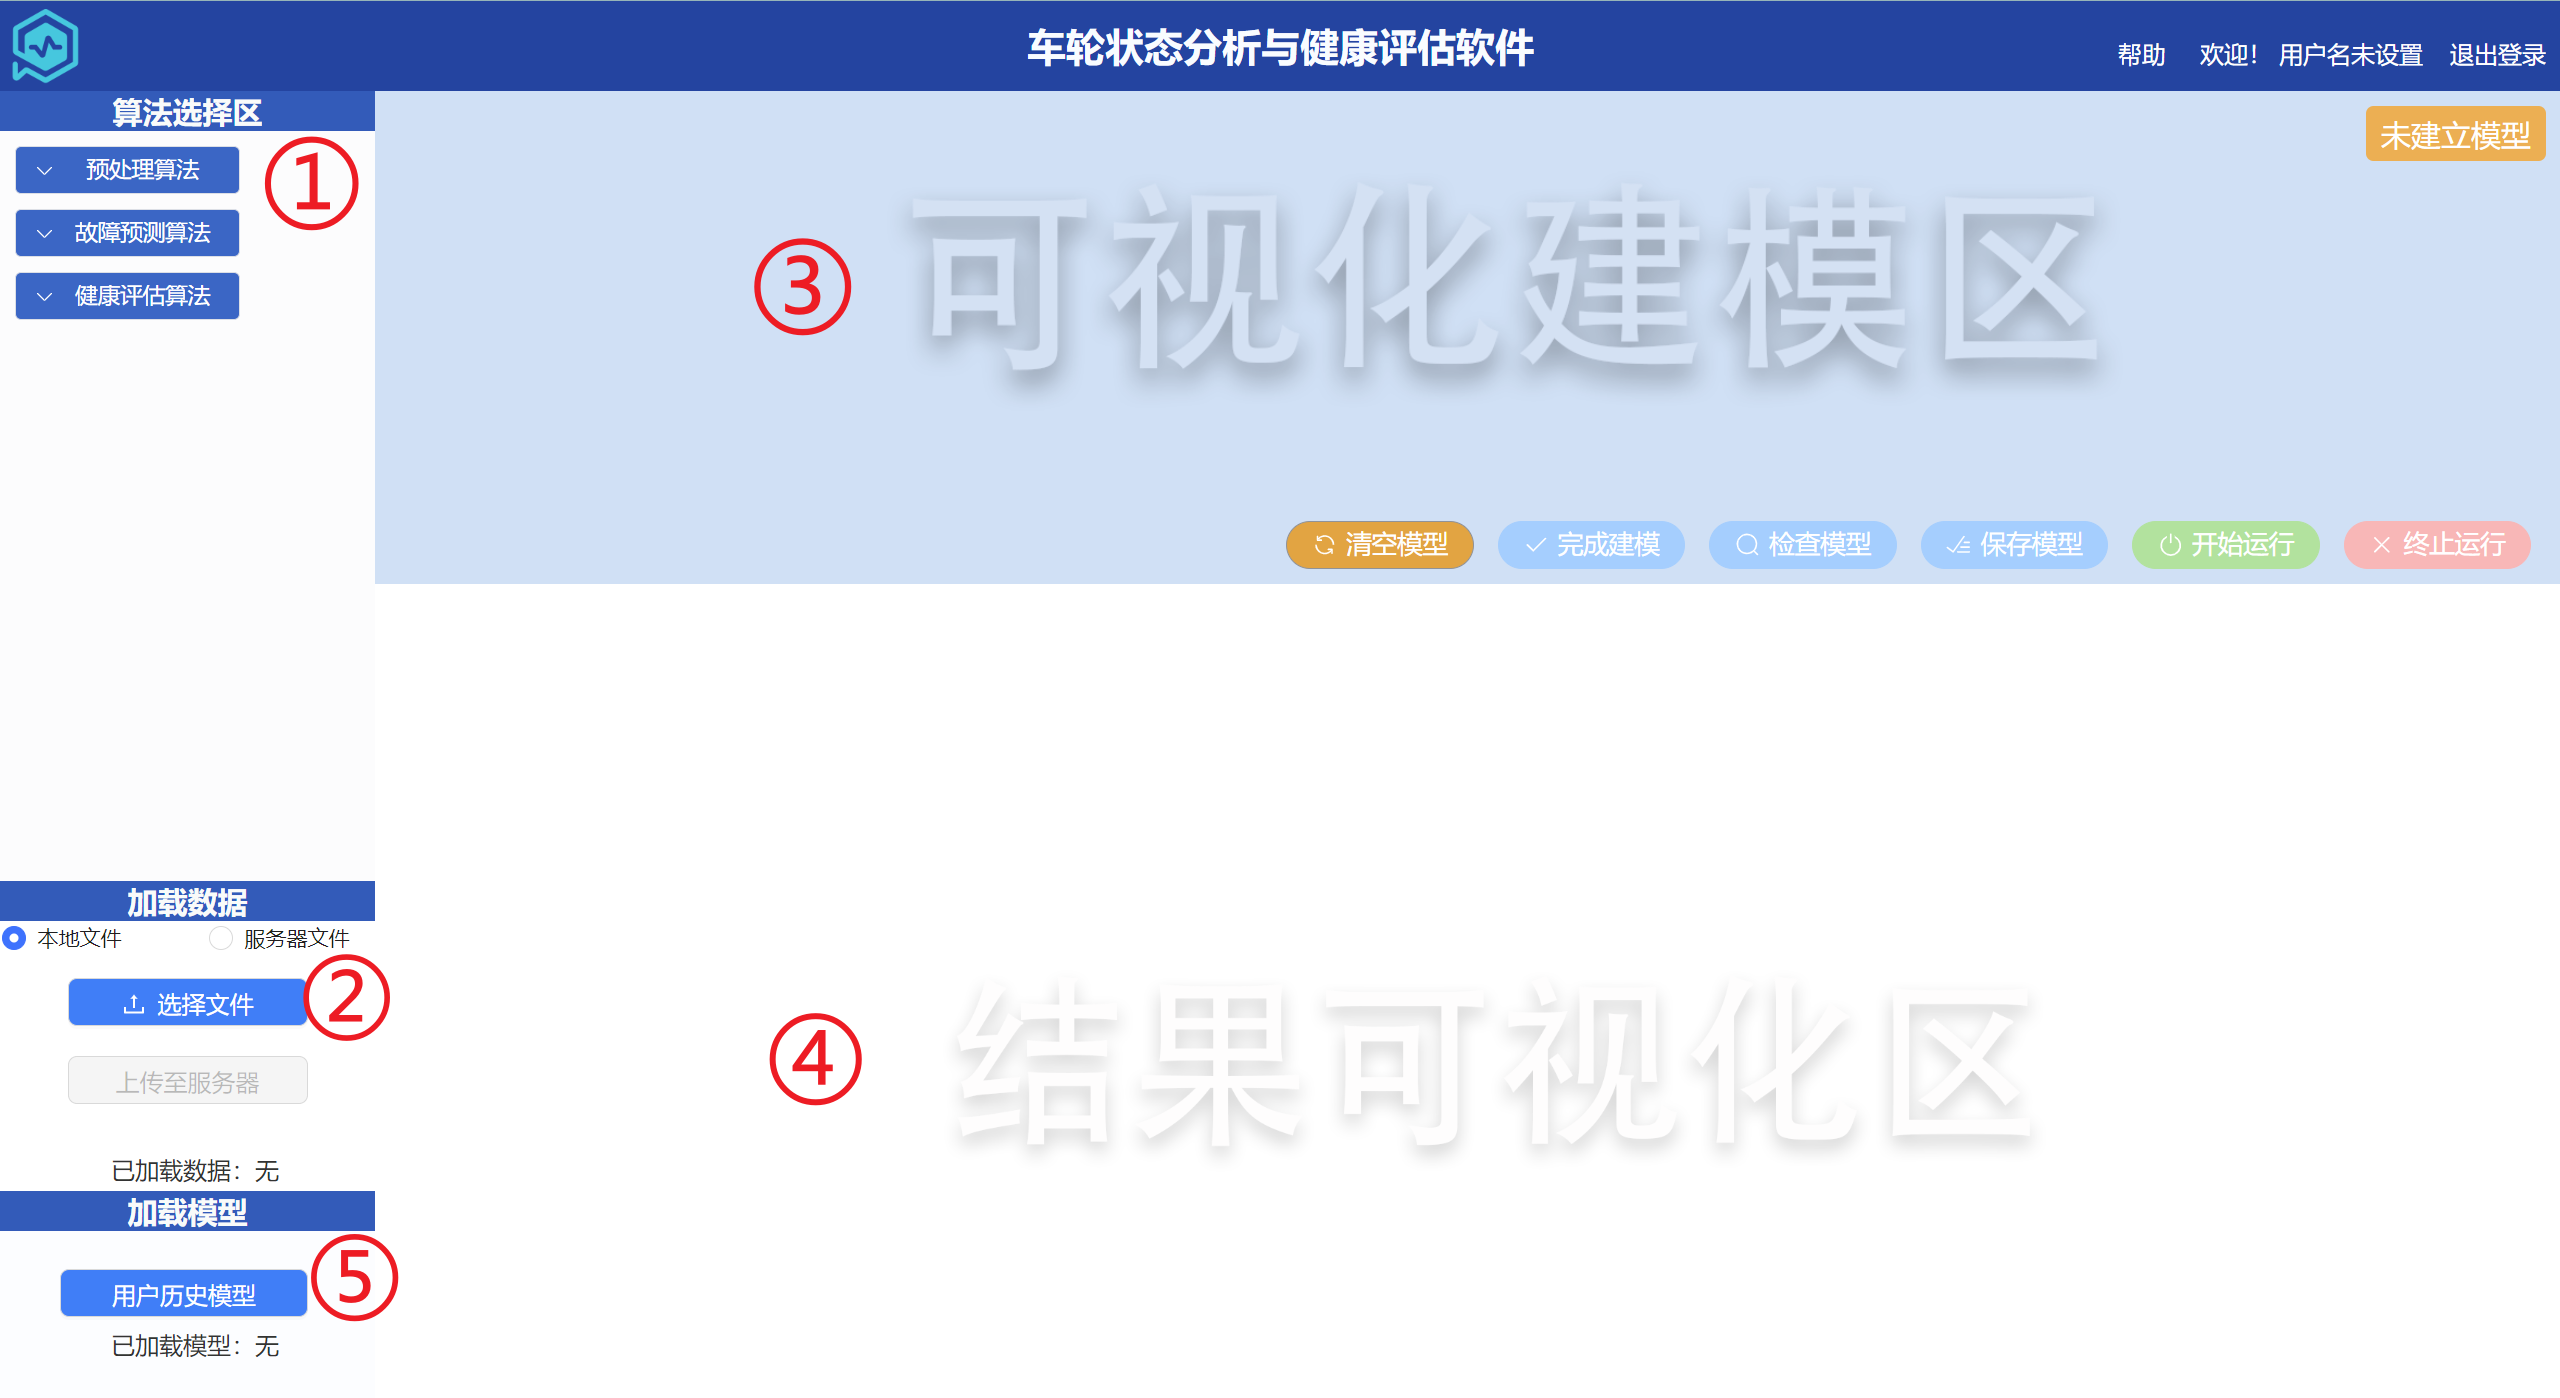 车轮状态分析与健康评估软件
帮助 欢迎！ 用户名未设置 退出登录
算法选择区
预处理算法
①
故障预测算法
健康评估算法
未建立模型
③ 可视化建模区
清空模型 完成建模 检查模型 保存模型 开始运行 终止运行
加载数据
本地文件 服务器文件
选择文件 ②
上传至服务器
已加载数据：无
④ 结果可视化区
加载模型
用户历史模型 ⑤
已加载模型：无